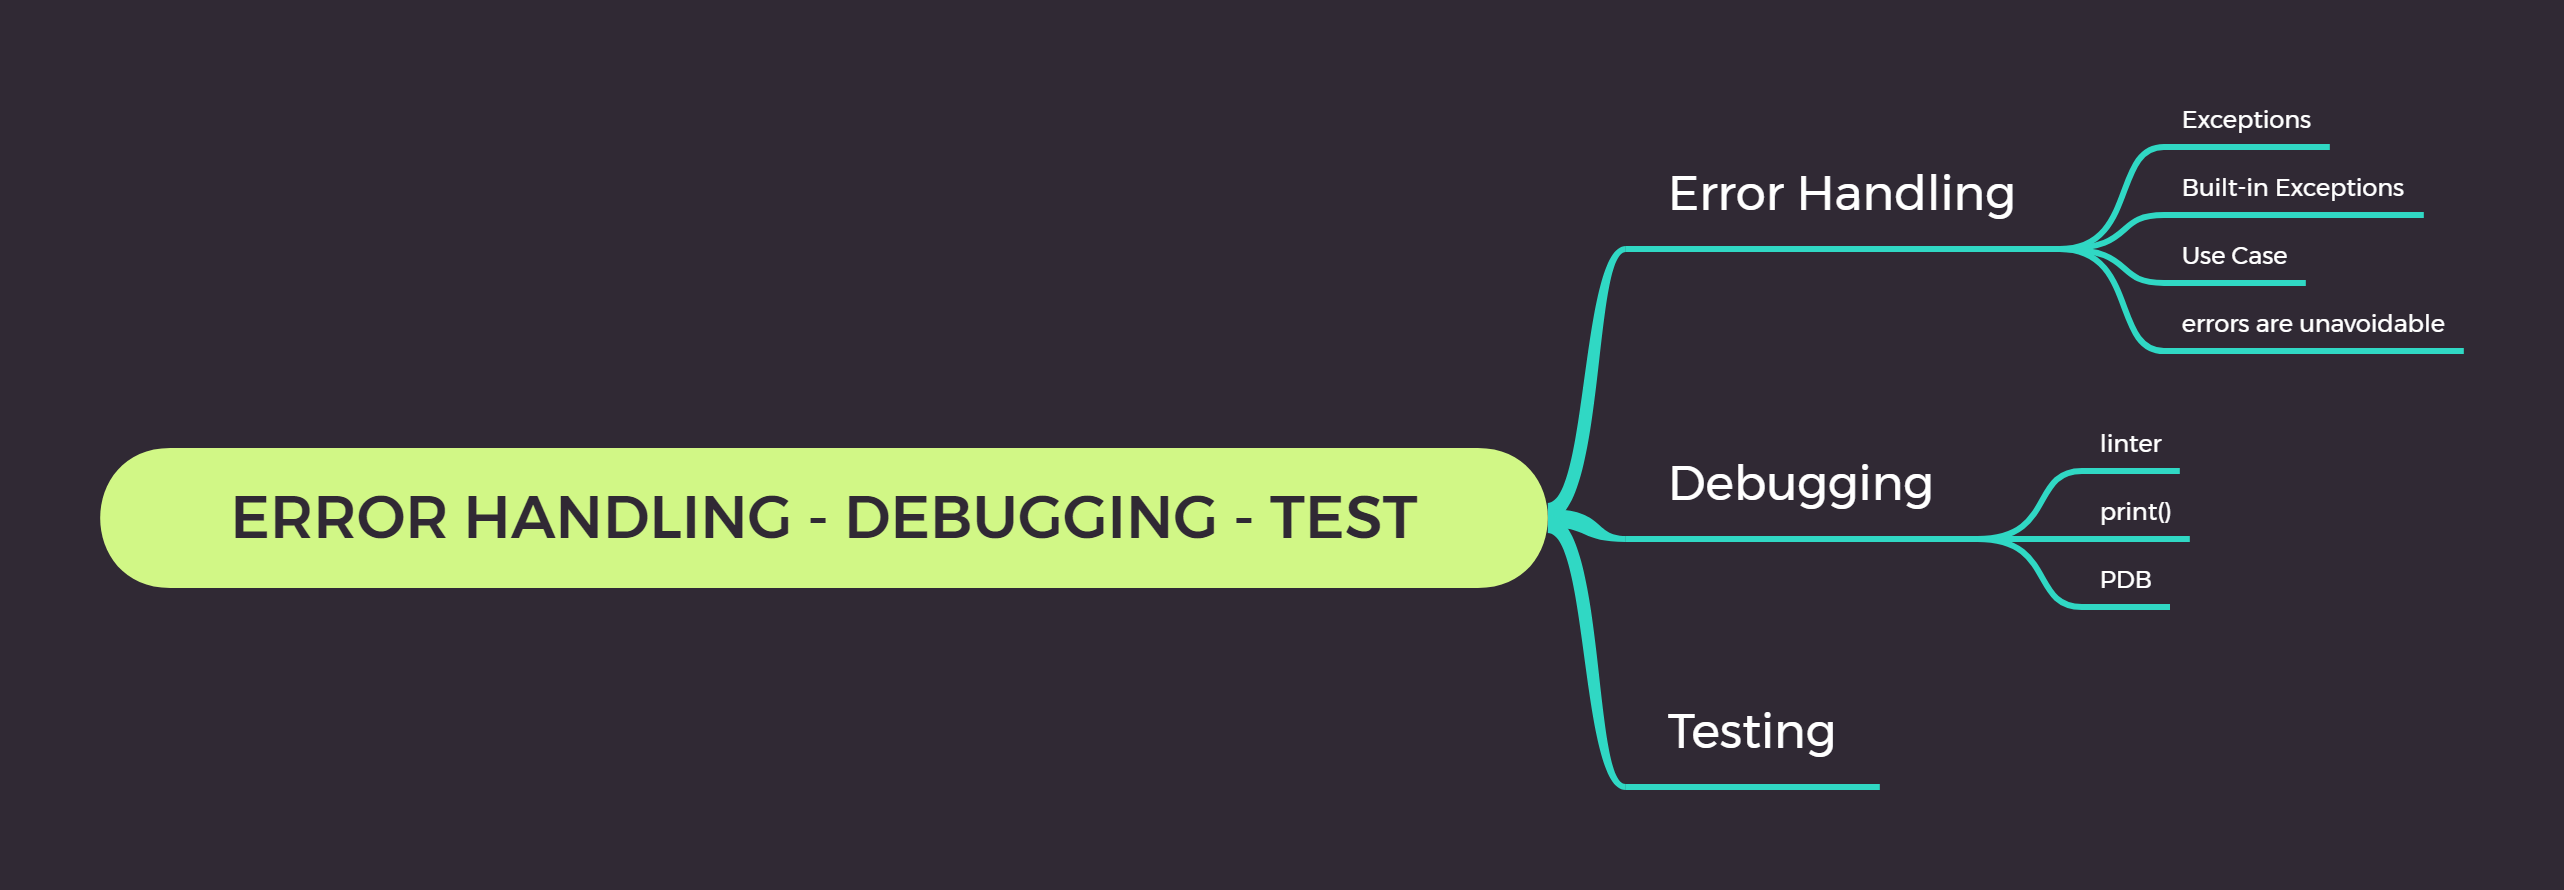 ERROR HANDLING - DEBUGGING - TEST
Error Handling
Exceptions
Built-in Exceptions
Use Case
errors are unavoidable
Debugging
linter
print()
PDB
Testing